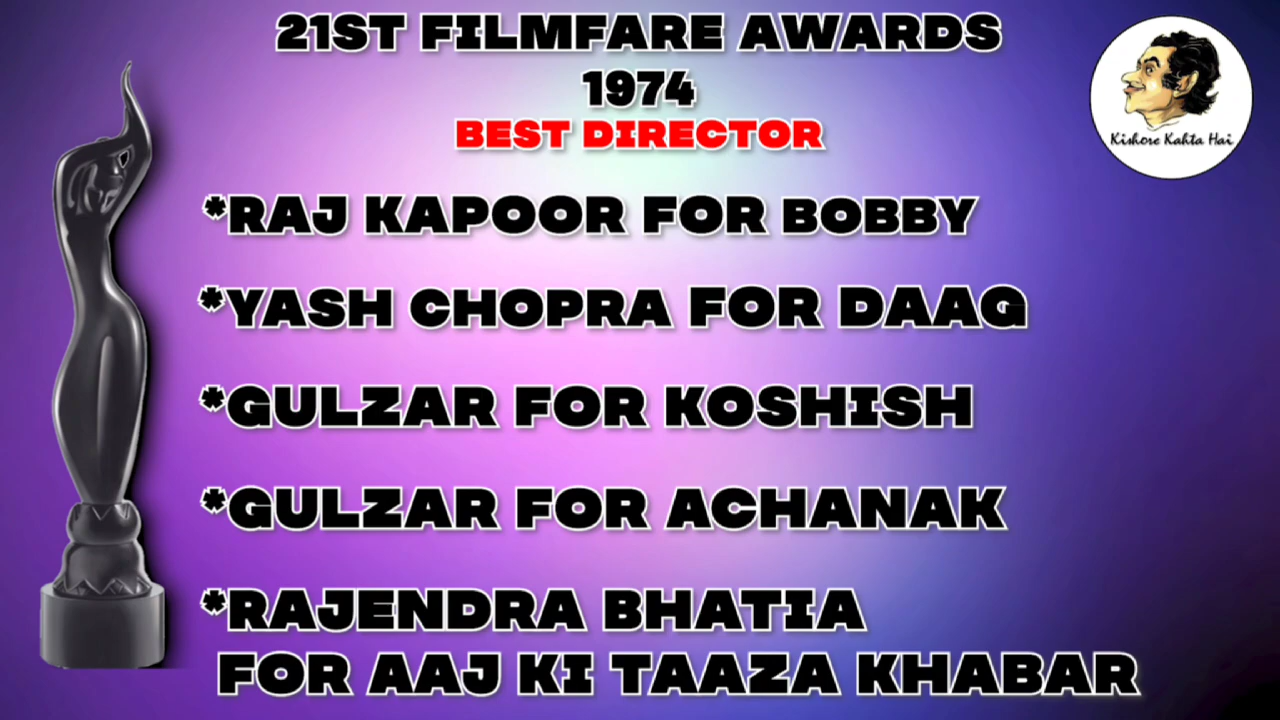 21ST FILMFARE AWARDS
1974
BEST DIRECTOR
Kishore Kahta Hai
*RAJ KAPOOR FOR BOBBY
*YASH CHOPRA FOR DAAG
*GULZAR FOR KOSHISH
*GULZAR FOR ACHANAK
*RAJENDRA BHATIA
FOR AAJ KI TAAZA KHABAR